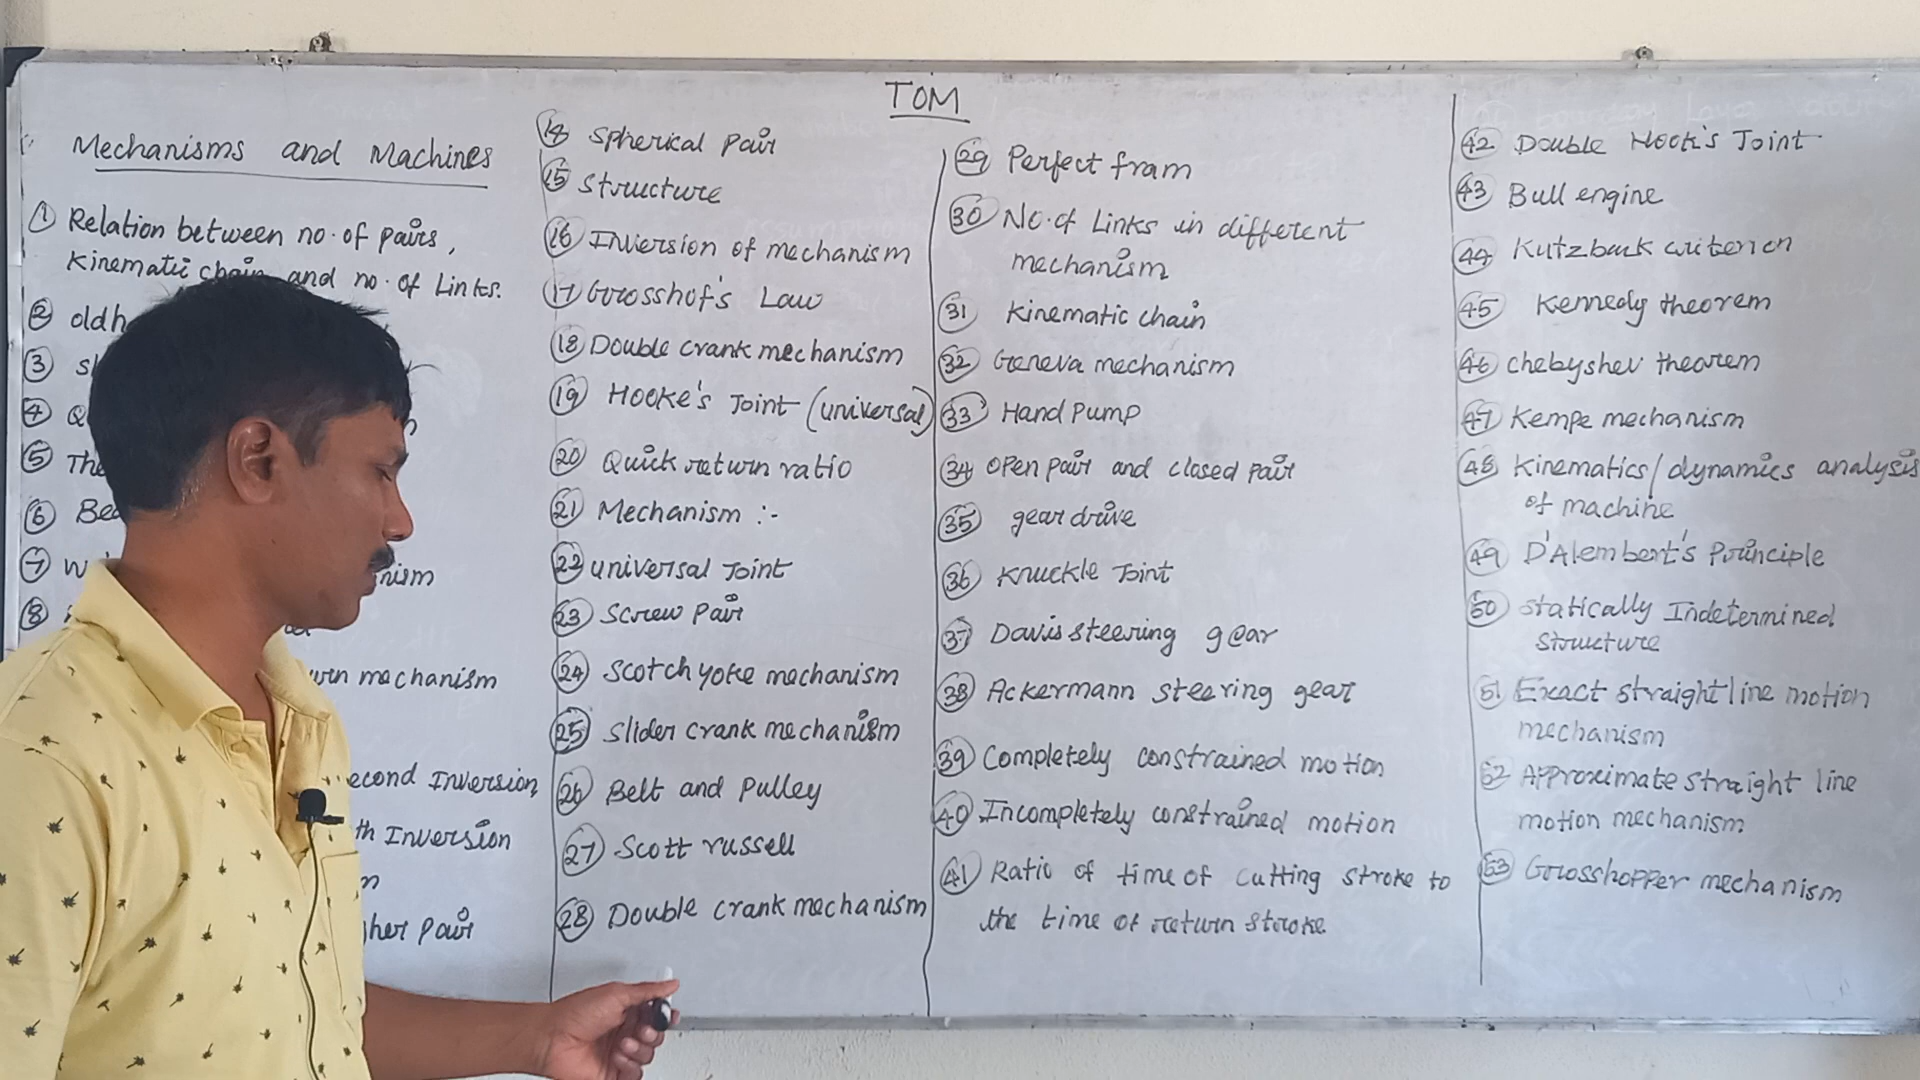 TOM
Mechanisms and Machines
① Relation between no. of pairs,
Kinematic chain and no. of Links.
②
③
④
⑤
⑥
⑦
nism
⑧
mechanism
econd Inversion
th Inversion
Pair
14 Spherical Pair
15 Structure
16 Inversion of mechanism
17 Grosshof's Law
18 Double crank mechanism
19 Hooke's Joint (universal)
20 Quick return ratio
21 Mechanism :-
22 universal Joint
23 Screw Pair
24 Scotch yoke mechanism
25 Slider crank mechanism
26 Belt and Pulley
27 Scott russell
28 Double crank mechanism
29 Perfect fram
30 No. of Links in different
mechanism
31 Kinematic chain
32 Geneva mechanism
33 Hand Pump
34 Open pair and closed pair
35 gear drive
36 Knuckle Joint
37 Davis steering gear
38 Ackermann steering gear
39 Completely constrained motion
40 Incompletely constrained motion
41 Ratio of time of cutting stroke to
the time of return stroke
42 Double Hook's Joint
43 Bull engine
44 Kutzback criterion
45 Kennedy theorem
46 Chebyshev theorem
47 Kempe mechanism
48 Kinematics/dynamics analysis
of machine
49 D'Alembert's Principle
50 Statically Indetermined
structure
51 Exact straight line motion
mechanism
52 Approximate straight line
motion mechanism
53 Grosshopper mechanism